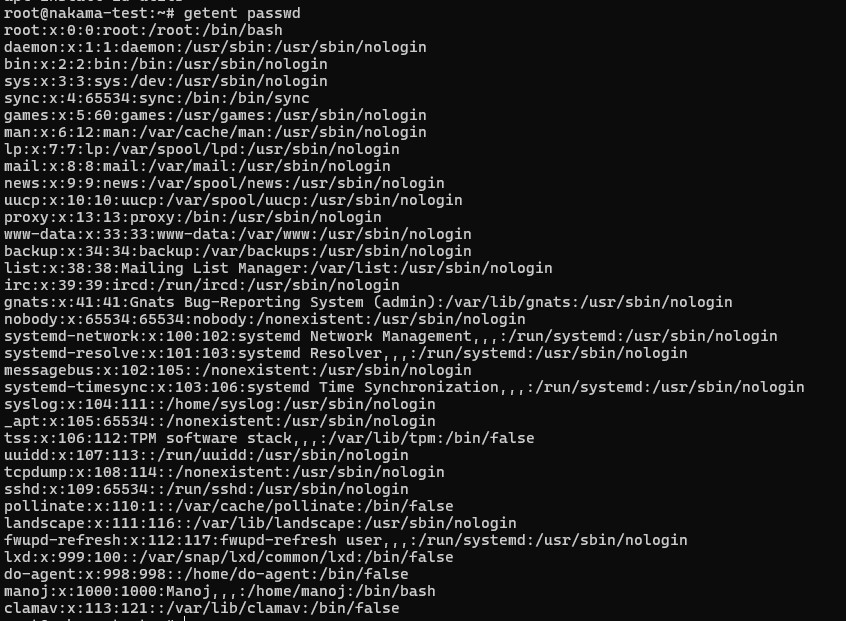 root@nakama-test:~# getent passwd
root:x:0:0:root:/root:/bin/bash
daemon:x:1:1:daemon:/usr/sbin:/usr/sbin/nologin
bin:x:2:2:bin:/bin:/usr/sbin/nologin
sys:x:3:3:sys:/dev:/usr/sbin/nologin
sync:x:4:65534:sync:/bin:/bin/sync
games:x:5:60:games:/usr/games:/usr/sbin/nologin
man:x:6:12:man:/var/cache/man:/usr/sbin/nologin
lp:x:7:7:lp:/var/spool/lpd:/usr/sbin/nologin
mail:x:8:8:mail:/var/mail:/usr/sbin/nologin
news:x:9:9:news:/var/spool/news:/usr/sbin/nologin
uucp:x:10:10:uucp:/var/spool/uucp:/usr/sbin/nologin
proxy:x:13:13:proxy:/bin:/usr/sbin/nologin
www-data:x:33:33:www-data:/var/www:/usr/sbin/nologin
backup:x:34:34:backup:/var/backups:/usr/sbin/nologin
list:x:38:38:Mailing List Manager:/var/list:/usr/sbin/nologin
irc:x:39:39:ircd:/run/ircd:/usr/sbin/nologin
gnats:x:41:41:Gnats Bug-Reporting System (admin):/var/lib/gnats:/usr/sbin/nologin
nobody:x:65534:65534:nobody:/nonexistent:/usr/sbin/nologin
systemd-network:x:100:102:systemd Network Management,,,:/run/systemd:/usr/sbin/nologin
systemd-resolve:x:101:103:systemd Resolver,,,:/run/systemd:/usr/sbin/nologin
messagebus:x:102:105::/nonexistent:/usr/sbin/nologin
systemd-timesync:x:103:106:systemd Time Synchronization,,,:/run/systemd:/usr/sbin/nologin
syslog:x:104:111::/home/syslog:/usr/sbin/nologin
_apt:x:105:65534::/nonexistent:/usr/sbin/nologin
tss:x:106:112:TPM software stack,,,:/var/lib/tpm:/bin/false
uuidd:x:107:113::/run/uuidd:/usr/sbin/nologin
tcpdump:x:108:114::/nonexistent:/usr/sbin/nologin
sshd:x:109:65534::/run/sshd:/usr/sbin/nologin
pollinate:x:110:1::/var/cache/pollinate:/bin/false
landscape:x:111:116::/var/lib/landscape:/usr/sbin/nologin
fwupd-refresh:x:112:117:fwupd-refresh user,,,:/run/systemd:/usr/sbin/nologin
lxd:x:999:100::/var/snap/lxd/common/lxd:/bin/false
do-agent:x:998:998::/home/do-agent:/bin/false
manoj:x:1000:1000:Manoj,,,:/home/manoj:/bin/bash
clamav:x:113:121::/var/lib/clamav:/bin/false